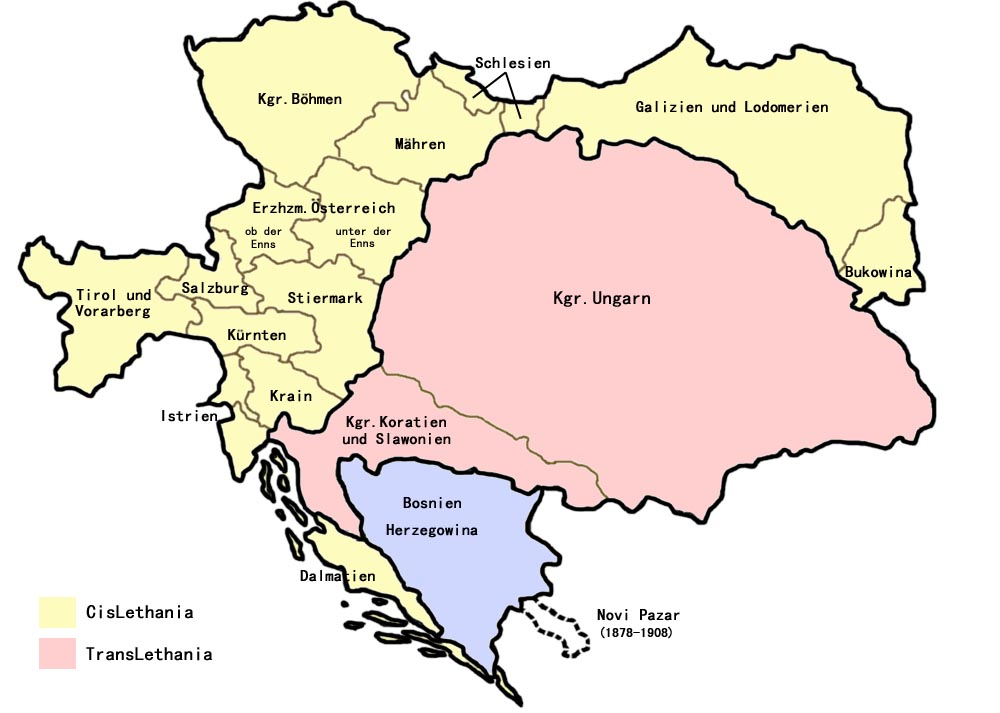 Schlesien
Kgr.Böhmen
Galizien und Lodomerien
Mähren
Erzhzm.Österreich
ob der
Enns
unter der
Enns
Bukowina
Salzburg
Tirol und
Vorarberg
Stiermark
Kgr.Ungarn
Kürnten
Krain
Istrien
Kgr.Koratien
und Slawonien
Bosnien
Herzegowina
Dalmatien
CisLethania
Novi Pazar
(1878-1908)
TransLethania